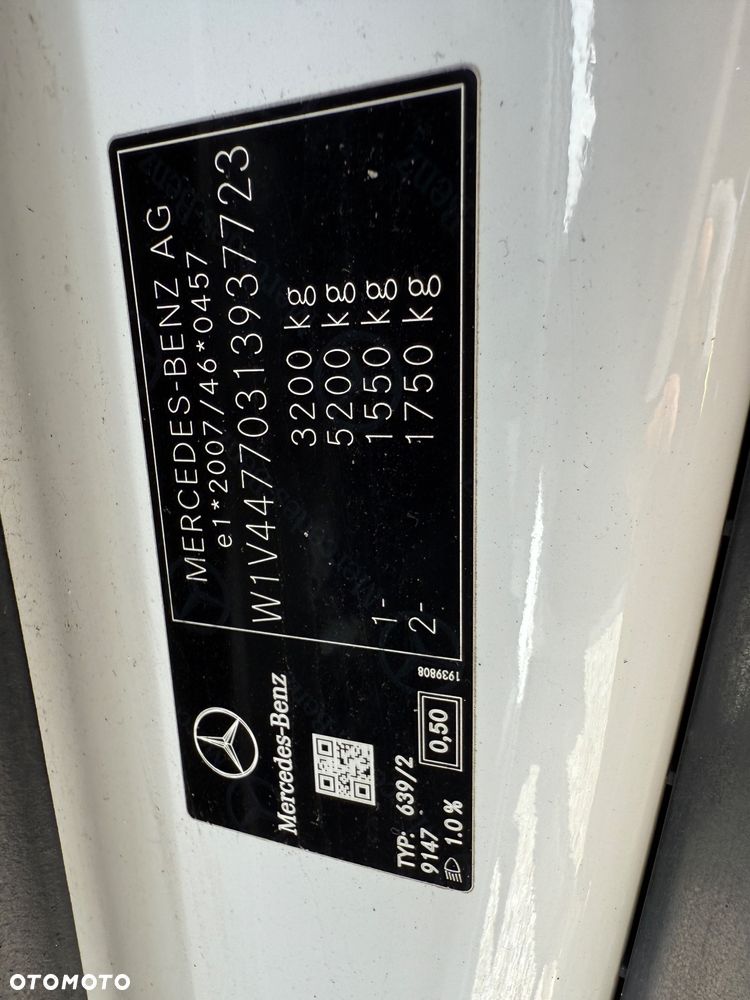 MERCEDES-BENZ AG
e1*2007/46*0457
W1V44770313937723
3200 kg
5200 kg
1- 1550 kg
2- 1750 kg
Mercedes-Benz
TYP: 639/2
9147
1.0 %
0,50
1939808
OTOMOTO